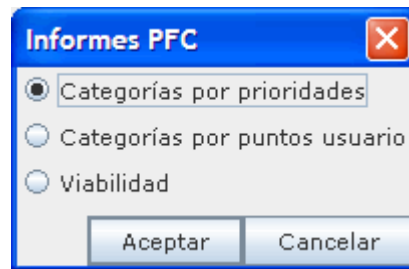 Informes PFC
Categorías por prioridades
Categorías por puntos usuario
Viabilidad
Aceptar Cancelar